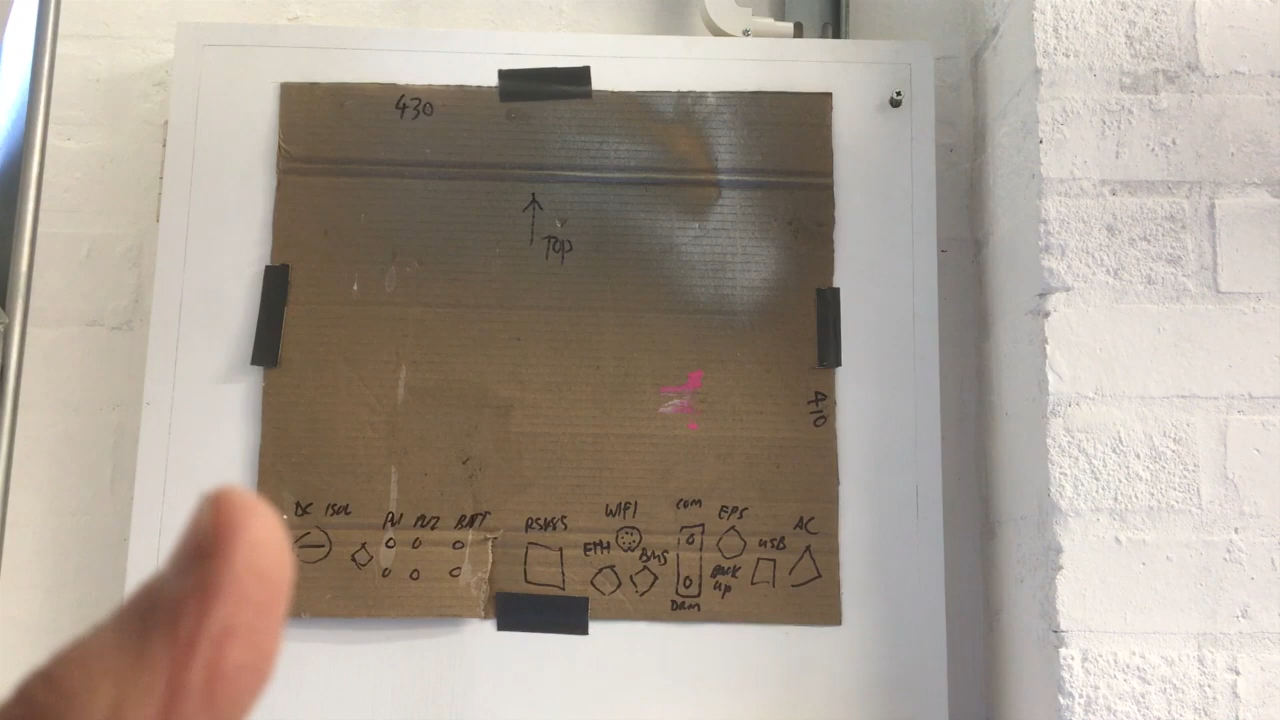 430
TOP
410
DC ISOL
PV1 PV2 BATT
RS485
WIFI
ETH
BMS
COM
DRM
EPS
BACK
UP
USB
AC